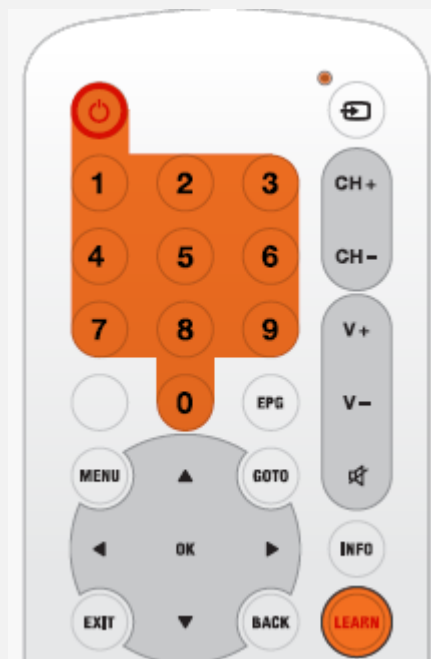 1 2 3 CH+
4 5 6 CH-
7 8 9 V+
0 EPG V-
MENU GOTO
OK INFO
EXIT BACK LEARN